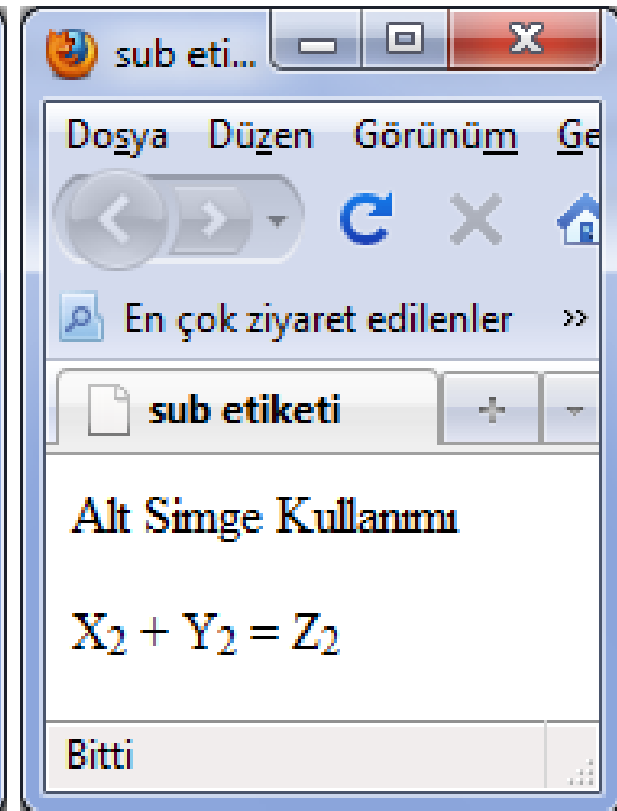 sub eti...
Dosya Düzen Görünüm Ge
En çok ziyaret edilenler »
sub etiketi
Alt Simge Kullanımı
X₂ + Y₂ = Z₂
Bitti